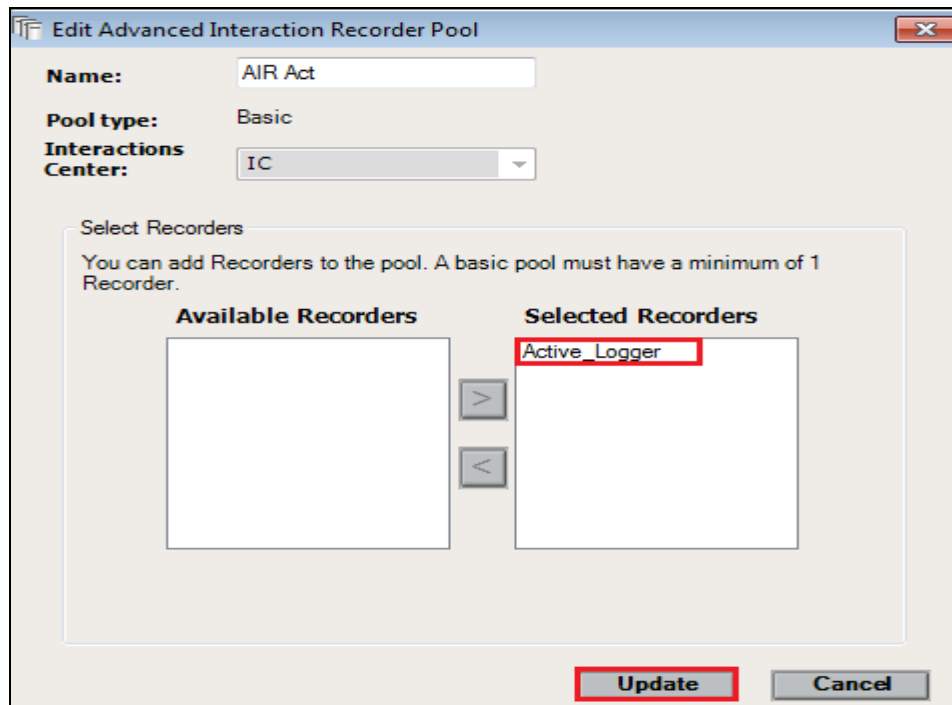 Edit Advanced Interaction Recorder Pool
Name: AIR Act
Pool type: Basic
Interactions Center: IC
Select Recorders
You can add Recorders to the pool. A basic pool must have a minimum of 1
Recorder.
Available Recorders Selected Recorders
Active_Logger
>
<
Update Cancel